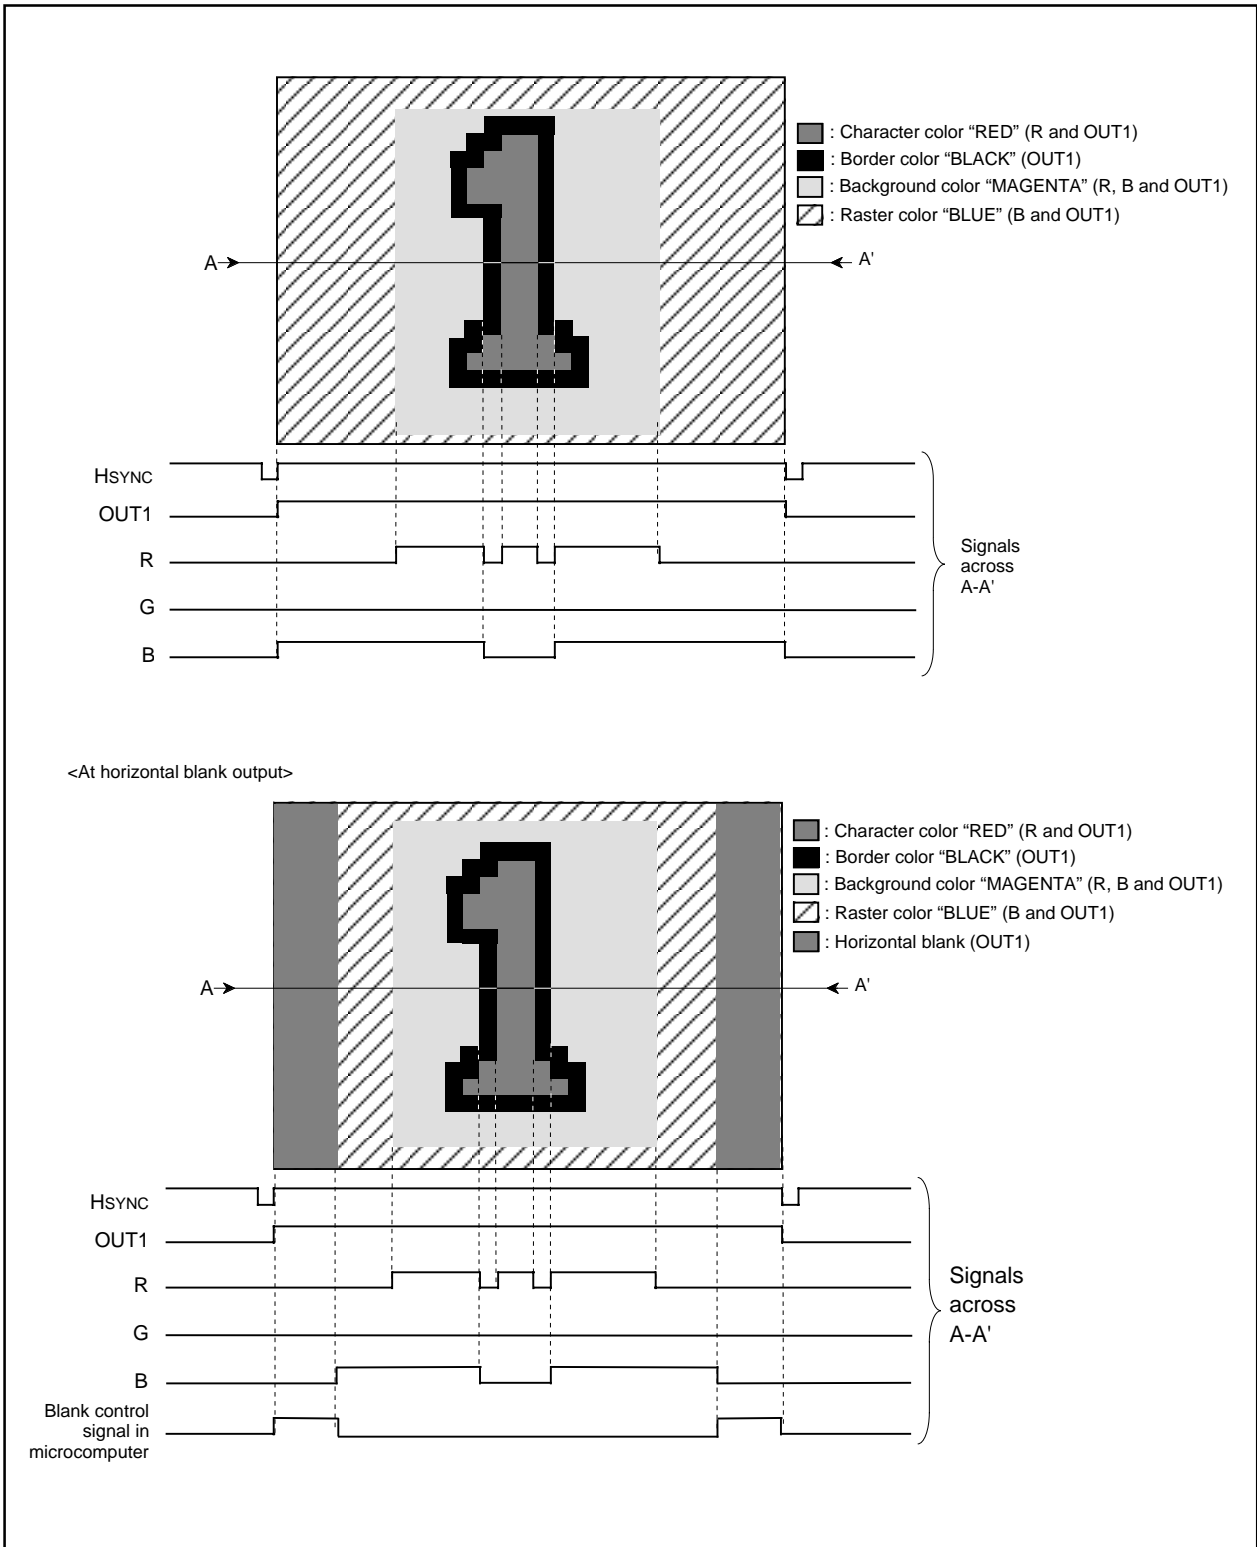 : Character color “RED” (R and OUT1)
: Border color “BLACK” (OUT1)
: Background color “MAGENTA” (R, B and OUT1)
: Raster color “BLUE” (B and OUT1)
A
A'
HSYNC
OUT1
R
G
B
Signals
across
A-A'
<At horizontal blank output>
: Character color “RED” (R and OUT1)
: Border color “BLACK” (OUT1)
: Background color “MAGENTA” (R, B and OUT1)
: Raster color “BLUE” (B and OUT1)
: Horizontal blank (OUT1)
A
A'
HSYNC
OUT1
R
G
B
Blank control
signal in
microcomputer
Signals
across
A-A'